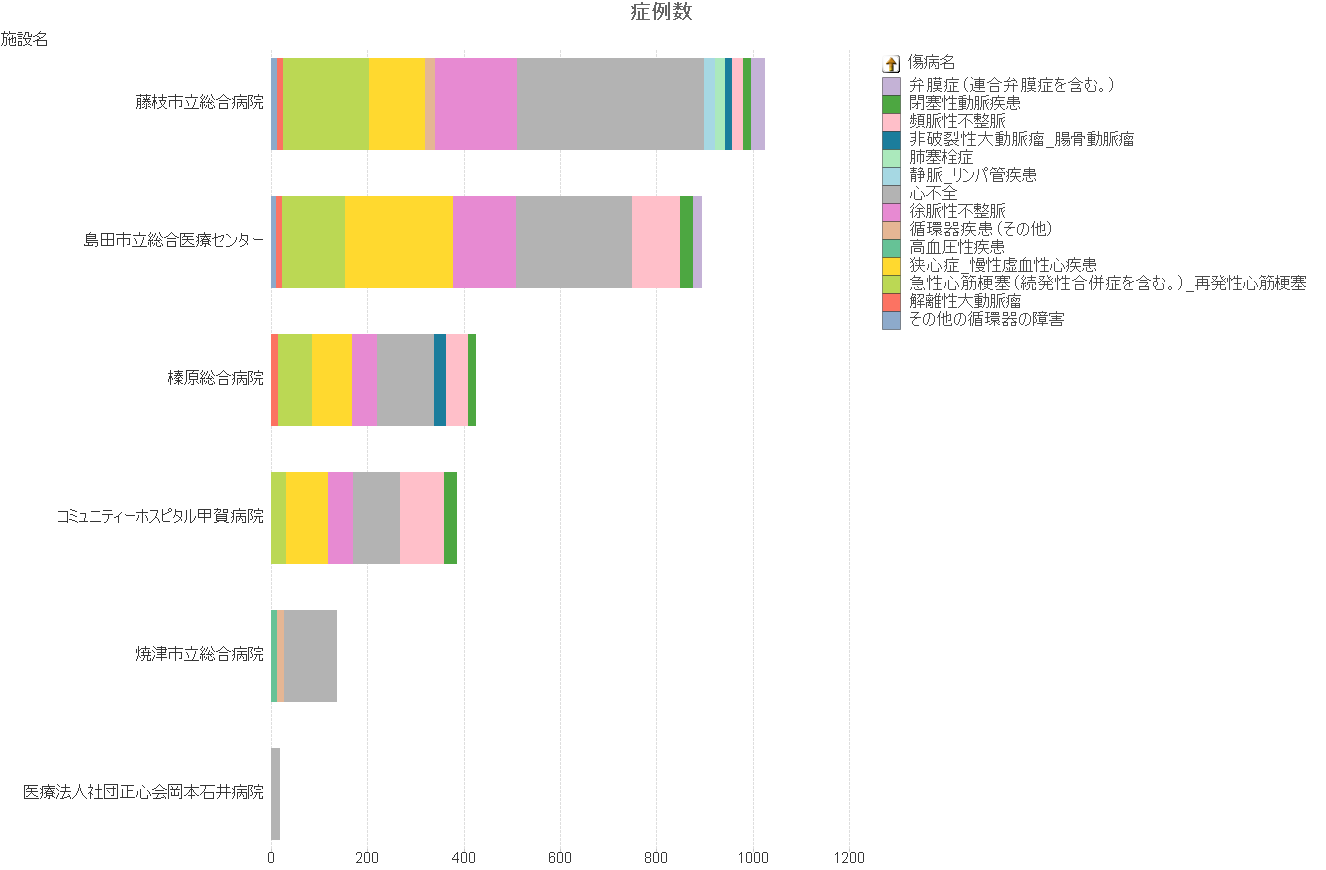 症例数
施設名
藤枝市立総合病院
島田市立総合医療センター
榛原総合病院
コミュニティーホスピタル甲賀病院
焼津市立総合病院
医療法人社団正心会岡本石井病院
0 200 400 600 800 1000 1200
傷病名
弁膜症（連合弁膜症を含む。）
閉塞性動脈疾患
頻脈性不整脈
非破裂性大動脈瘤_腸骨動脈瘤
肺塞栓症
静脈_リンパ管疾患
心不全
徐脈性不整脈
循環器疾患（その他）
高血圧性疾患
狭心症_慢性虚血性心疾患
急性心筋梗塞（続発性合併症を含む。）_再発性心筋梗塞
解離性大動脈瘤
その他の循環器の障害